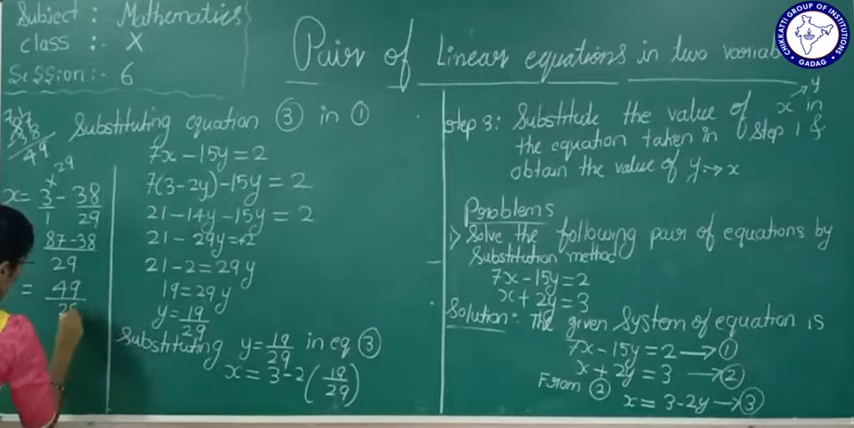 Subject :- Mathematics
Class :- X
Session :- 6
Pair of Linear equations in two variab
CHIKKATTI GROUP OF INSTITUTIONS
GADAG
49
29
x = 3/1 - 38/29
87-38
29
= 49
Substituting equation ③ in ①
7x - 15y = 2
7(3-2y) - 15y = 2
21 - 14y - 15y = 2
21 - 29y = 2
21 - 2 = 29y
19 = 29y
y = 19/29
Substituting y = 19/29 in eq ③
x = 3 - 2 (19/29)
Step 3: Substitute the value of x y in
the equation taken in Step 1 &
obtain the value of y → x
Problems
> Solve the following pair of equations by
Substitution method
7x - 15y = 2
x + 2y = 3
Solution: The given System of equation is
7x - 15y = 2 → ①
x + 2y = 3 → ②
From ②
x = 3 - 2y → ③